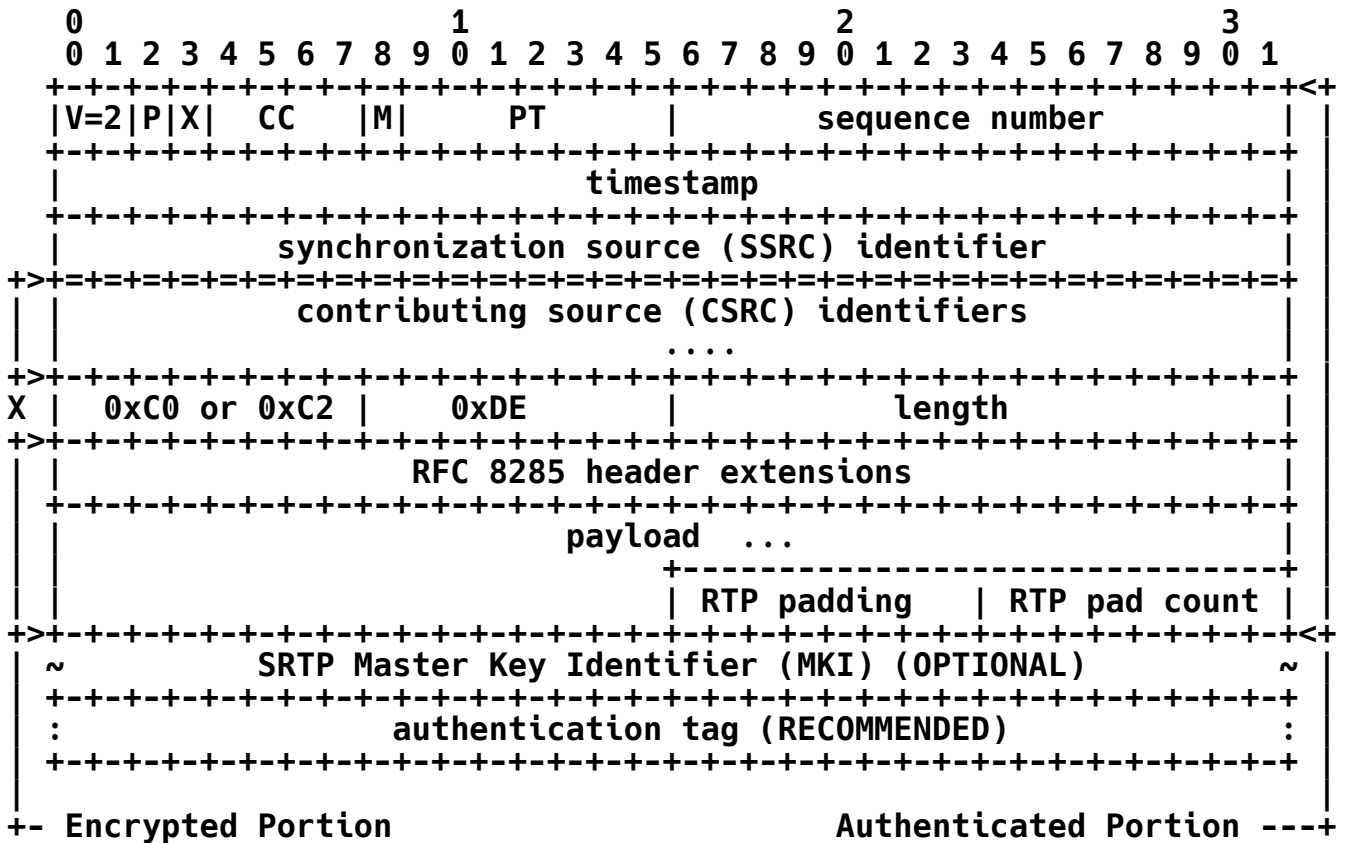 0                   1                   2                   3
     0 1 2 3 4 5 6 7 8 9 0 1 2 3 4 5 6 7 8 9 0 1 2 3 4 5 6 7 8 9 0 1
    +-+-+-+-+-+-+-+-+-+-+-+-+-+-+-+-+-+-+-+-+-+-+-+-+-+-+-+-+-+-+-+-+<+
    |V=2|P|X|  CC   |M|     PT      |       sequence number         | |
    +-+-+-+-+-+-+-+-+-+-+-+-+-+-+-+-+-+-+-+-+-+-+-+-+-+-+-+-+-+-+-+-+ |
    |                           timestamp                           | |
    +-+-+-+-+-+-+-+-+-+-+-+-+-+-+-+-+-+-+-+-+-+-+-+-+-+-+-+-+-+-+-+-+ |
    |           synchronization source (SSRC) identifier            | |
  +>+=+=+=+=+=+=+=+=+=+=+=+=+=+=+=+=+=+=+=+=+=+=+=+=+=+=+=+=+=+=+=+=+ |
  | |            contributing source (CSRC) identifiers             | |
  | |                               ....                            | |
  +>+-+-+-+-+-+-+-+-+-+-+-+-+-+-+-+-+-+-+-+-+-+-+-+-+-+-+-+-+-+-+-+-+ |
  X |  0xC0 or 0xC2 |    0xDE       |           length              | |
  +>+-+-+-+-+-+-+-+-+-+-+-+-+-+-+-+-+-+-+-+-+-+-+-+-+-+-+-+-+-+-+-+-+ |
  | |                  RFC 8285 header extensions                   | |
  | +-+-+-+-+-+-+-+-+-+-+-+-+-+-+-+-+-+-+-+-+-+-+-+-+-+-+-+-+-+-+-+-+ |
  | |                          payload  ...                         | |
  | |                               +-------------------------------+ |
  | |                               | RTP padding   | RTP pad count | |
  +>+-+-+-+-+-+-+-+-+-+-+-+-+-+-+-+-+-+-+-+-+-+-+-+-+-+-+-+-+-+-+-+-+<+
  | ~          SRTP Master Key Identifier (MKI) (OPTIONAL)          ~ |
  | +-+-+-+-+-+-+-+-+-+-+-+-+-+-+-+-+-+-+-+-+-+-+-+-+-+-+-+-+-+-+-+-+ |
  | :                 authentication tag (RECOMMENDED)              : |
  | +-+-+-+-+-+-+-+-+-+-+-+-+-+-+-+-+-+-+-+-+-+-+-+-+-+-+-+-+-+-+-+-+ |
  |                                                                   |
  +- Encrypted Portion                       Authenticated Portion ---+